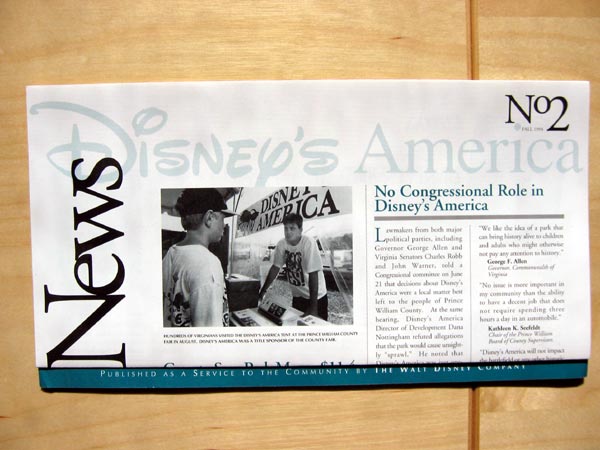 Disney's America
News
No2
FALL 1994
DISNEY
AMERICA
HUNDREDS OF VIRGINIANS VISITED THE DISNEY'S AMERICA TENT AT THE PRINCE WILLIAM COUNTY
FAIR IN AUGUST. DISNEY'S AMERICA WAS A TITLE SPONSOR OF THE COUNTY FAIR.
No Congressional Role in
Disney's America
Lawmakers from both major
political parties, including
Governor George Allen and
Virginia Senators Charles Robb
and John Warner, told a
Congressional committee on June
21 that decisions about Disney's
America were a local matter best
left to the people of Prince
William County. At the same
hearing, Disney's America
Director of Development Dana
Nottingham refuted allegations
that the park would cause unsight-
ly "sprawl." He noted that
"We like the idea of a park that
can bring history alive to children
and adults who might otherwise
not pay any attention to history."
George F. Allen
Governor, Commonwealth of
Virginia
"No issue is more important in
my community than the ability
to have a decent job that does
not require spending three
hours a day in an automobile."
Kathleen K. Seefeldt
Chair of the Prince William
Board of County Supervisors
"Disney's America will not impact
PUBLISHED AS A SERVICE TO THE COMMUNITY BY THE WALT DISNEY COMPANY